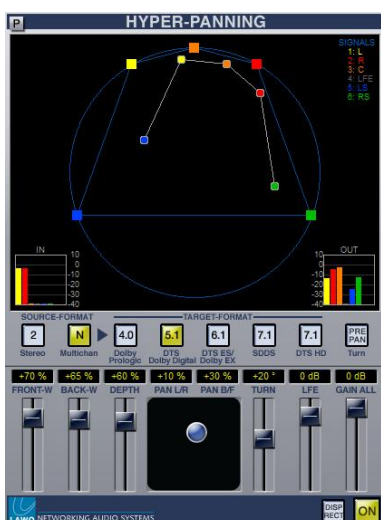 P HYPER-PANNING
SIGNALS
1: L
2: R
3: C
4: LFE
5: LS
6: RS
IN
10
0
-10
-20
-30
-40
OUT
10
0
-10
-20
-30
-40
SOURCE-FORMAT TARGET-FORMAT
2 N 4.0 5.1 6.1 7.1 7.1 PRE PAN
Stereo Multichan Dolby Prologic DTS Dolby Digital DTS ES/ Dolby EX SDDS DTS HD Turn
+70 % +65 % +60 % +10 % +30 % +20 ° 0 dB 0 dB
FRONT-W BACK-W DEPTH PAN L/R PAN B/F TURN LFE GAIN ALL
LAWO NETWORKING AUDIO SYSTEMS DISP RECT ON